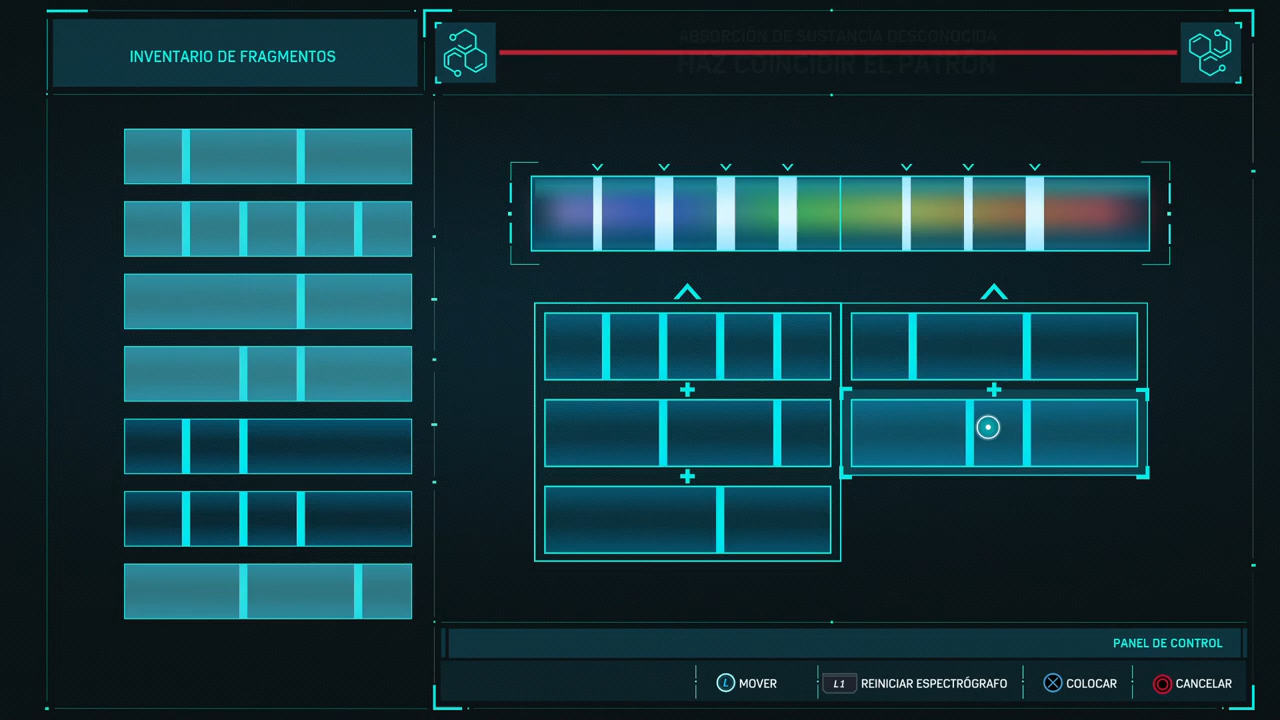 INVENTARIO DE FRAGMENTOS
ABSORCIÓN DE SUSTANCIA DESCONOCIDA
HAZ COINCIDIR EL PATRÓN
PANEL DE CONTROL
L MOVER
L1 REINICIAR ESPECTRÓGRAFO
COLOCAR
CANCELAR